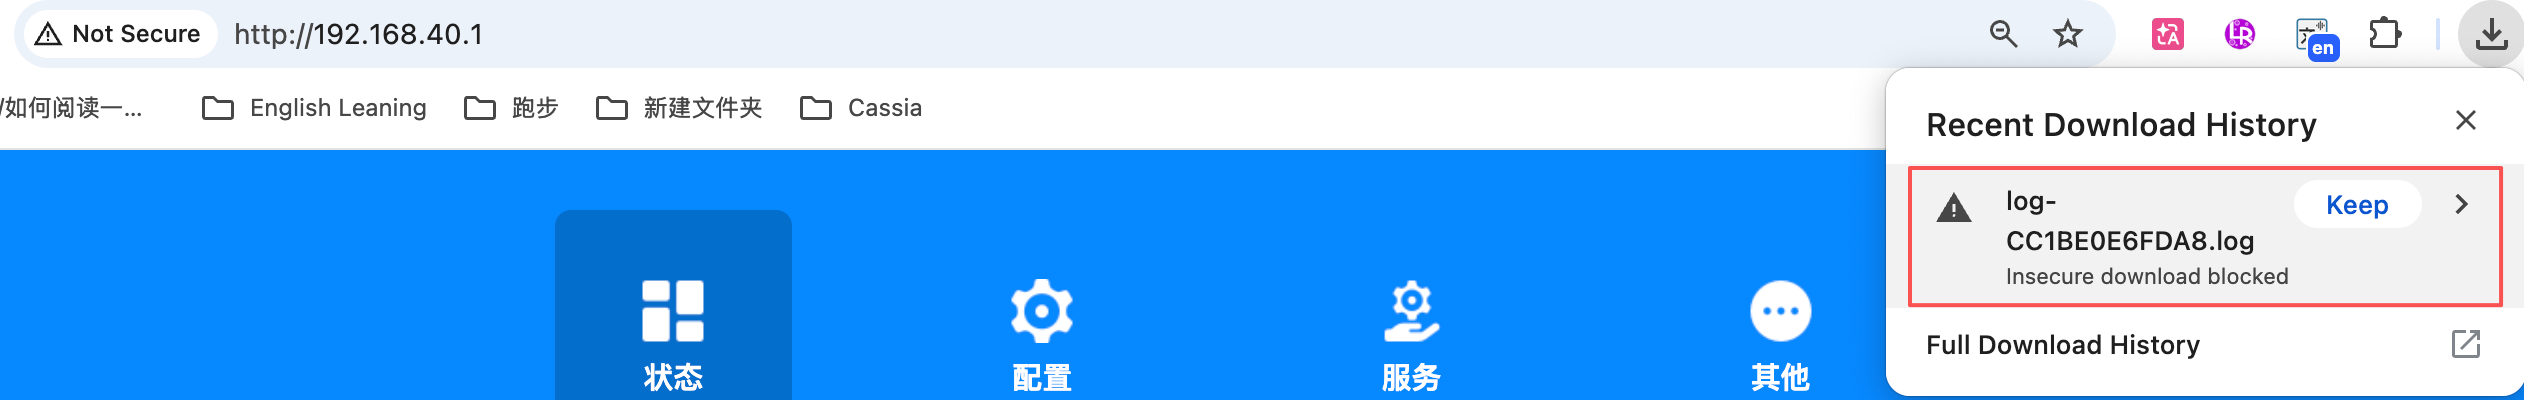 Not Secure
http://192.168.40.1
en
/如何阅读一...
English Leaning
跑步
新建文件夹
Cassia
Recent Download History
log-
CC1BE0E6FDA8.log
Keep
Insecure download blocked
Full Download History
状态
配置
服务
其他